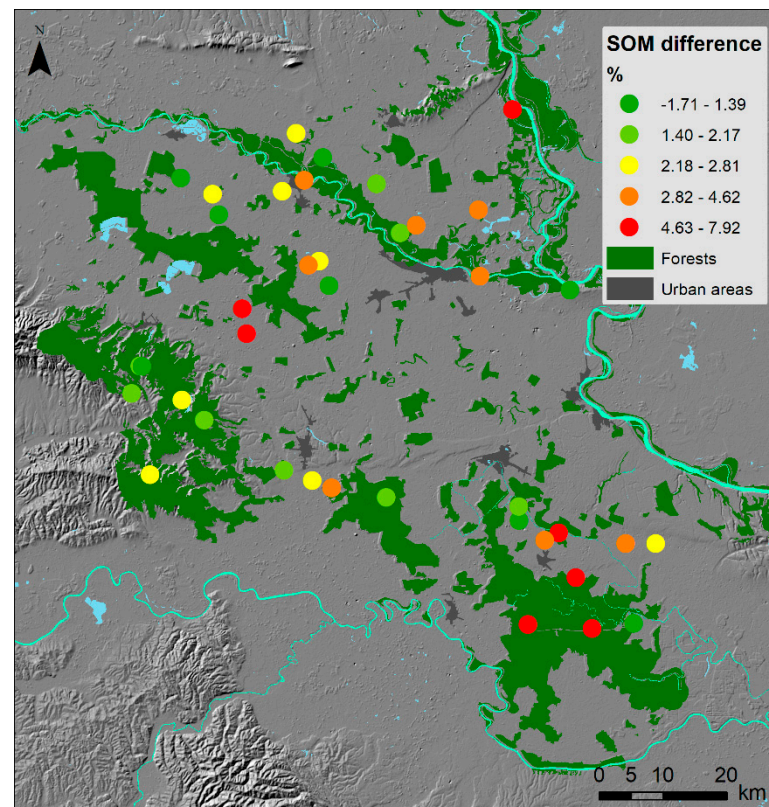 N
SOM difference
%
-1.71 - 1.39
1.40 - 2.17
2.18 - 2.81
2.82 - 4.62
4.63 - 7.92
Forests
Urban areas
0 5 10 20
km